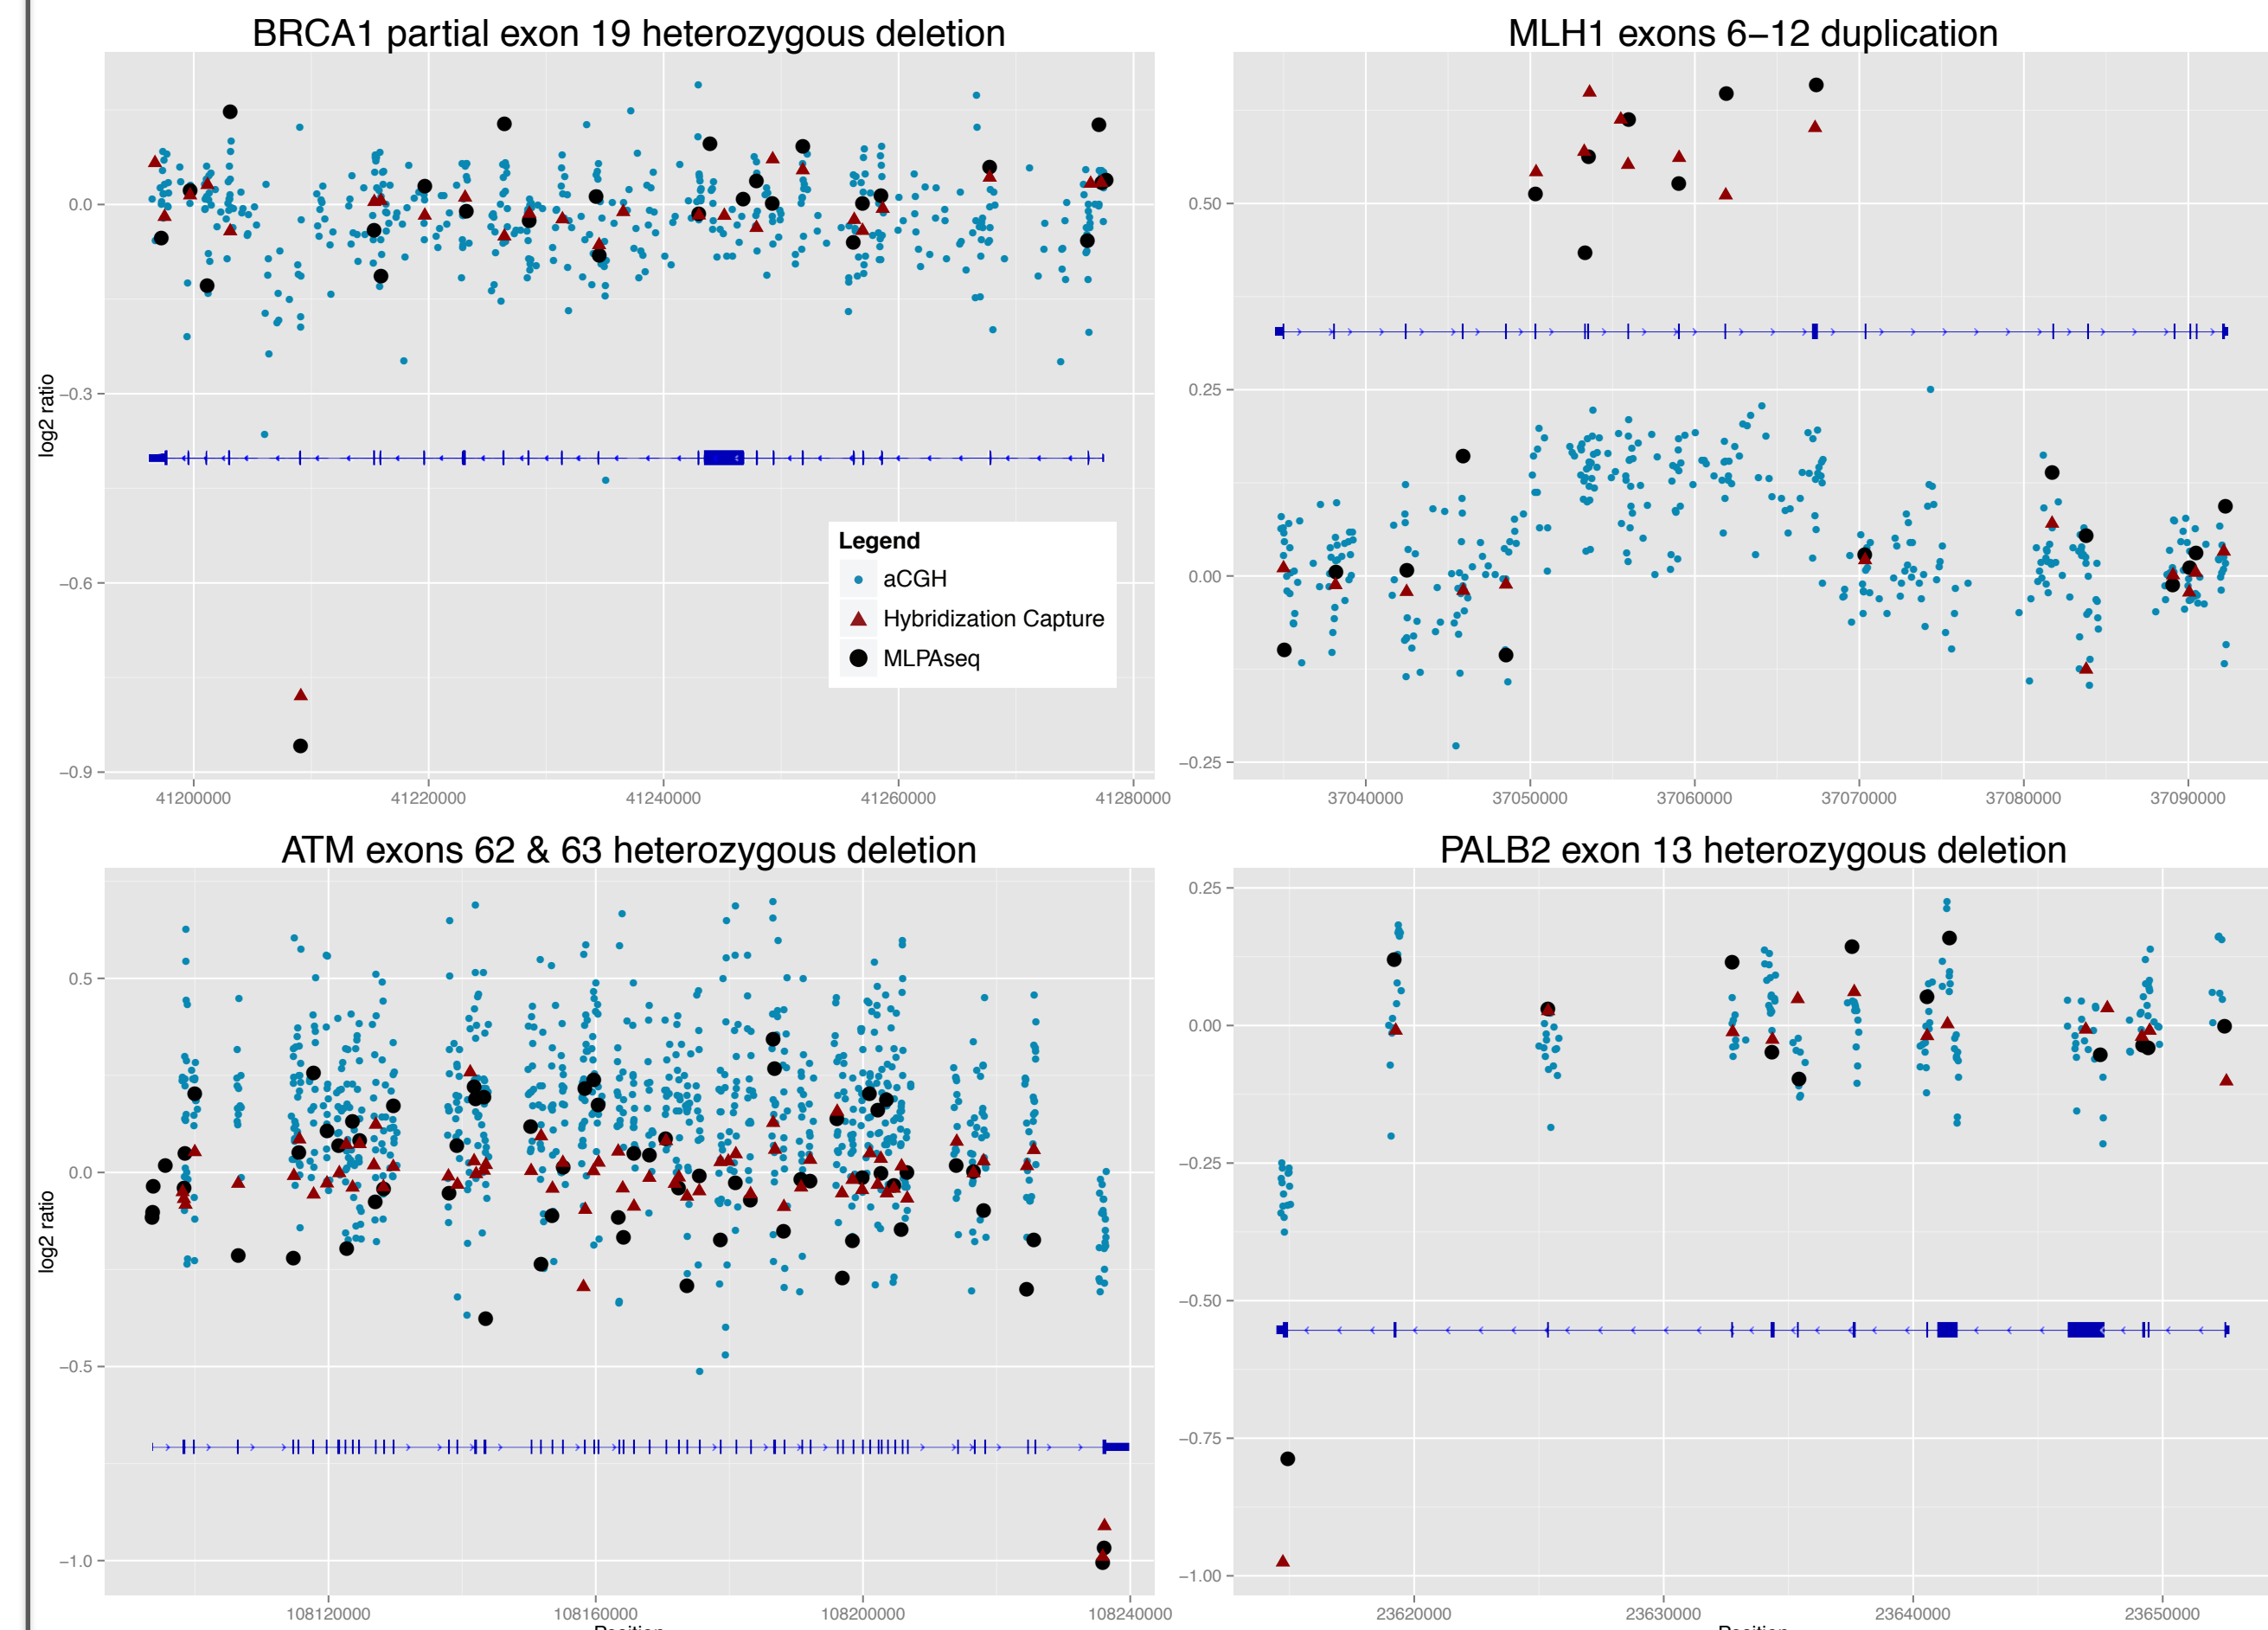 BRCA1 partial exon 19 heterozygous deletion
0.0
−0.3
−0.6
−0.9
log2 ratio
Legend
aCGH
Hybridization Capture
MLPAseq
41200000 41220000 41240000 41260000 41280000
MLH1 exons 6−12 duplication
0.50
0.25
0.00
−0.25
37040000 37050000 37060000 37070000 37080000 37090000
ATM exons 62 & 63 heterozygous deletion
0.5
0.0
−0.5
−1.0
log2 ratio
108120000 108160000 108200000 108240000
Position
PALB2 exon 13 heterozygous deletion
0.25
0.00
−0.25
−0.50
−0.75
−1.00
23620000 23630000 23640000 23650000
Position